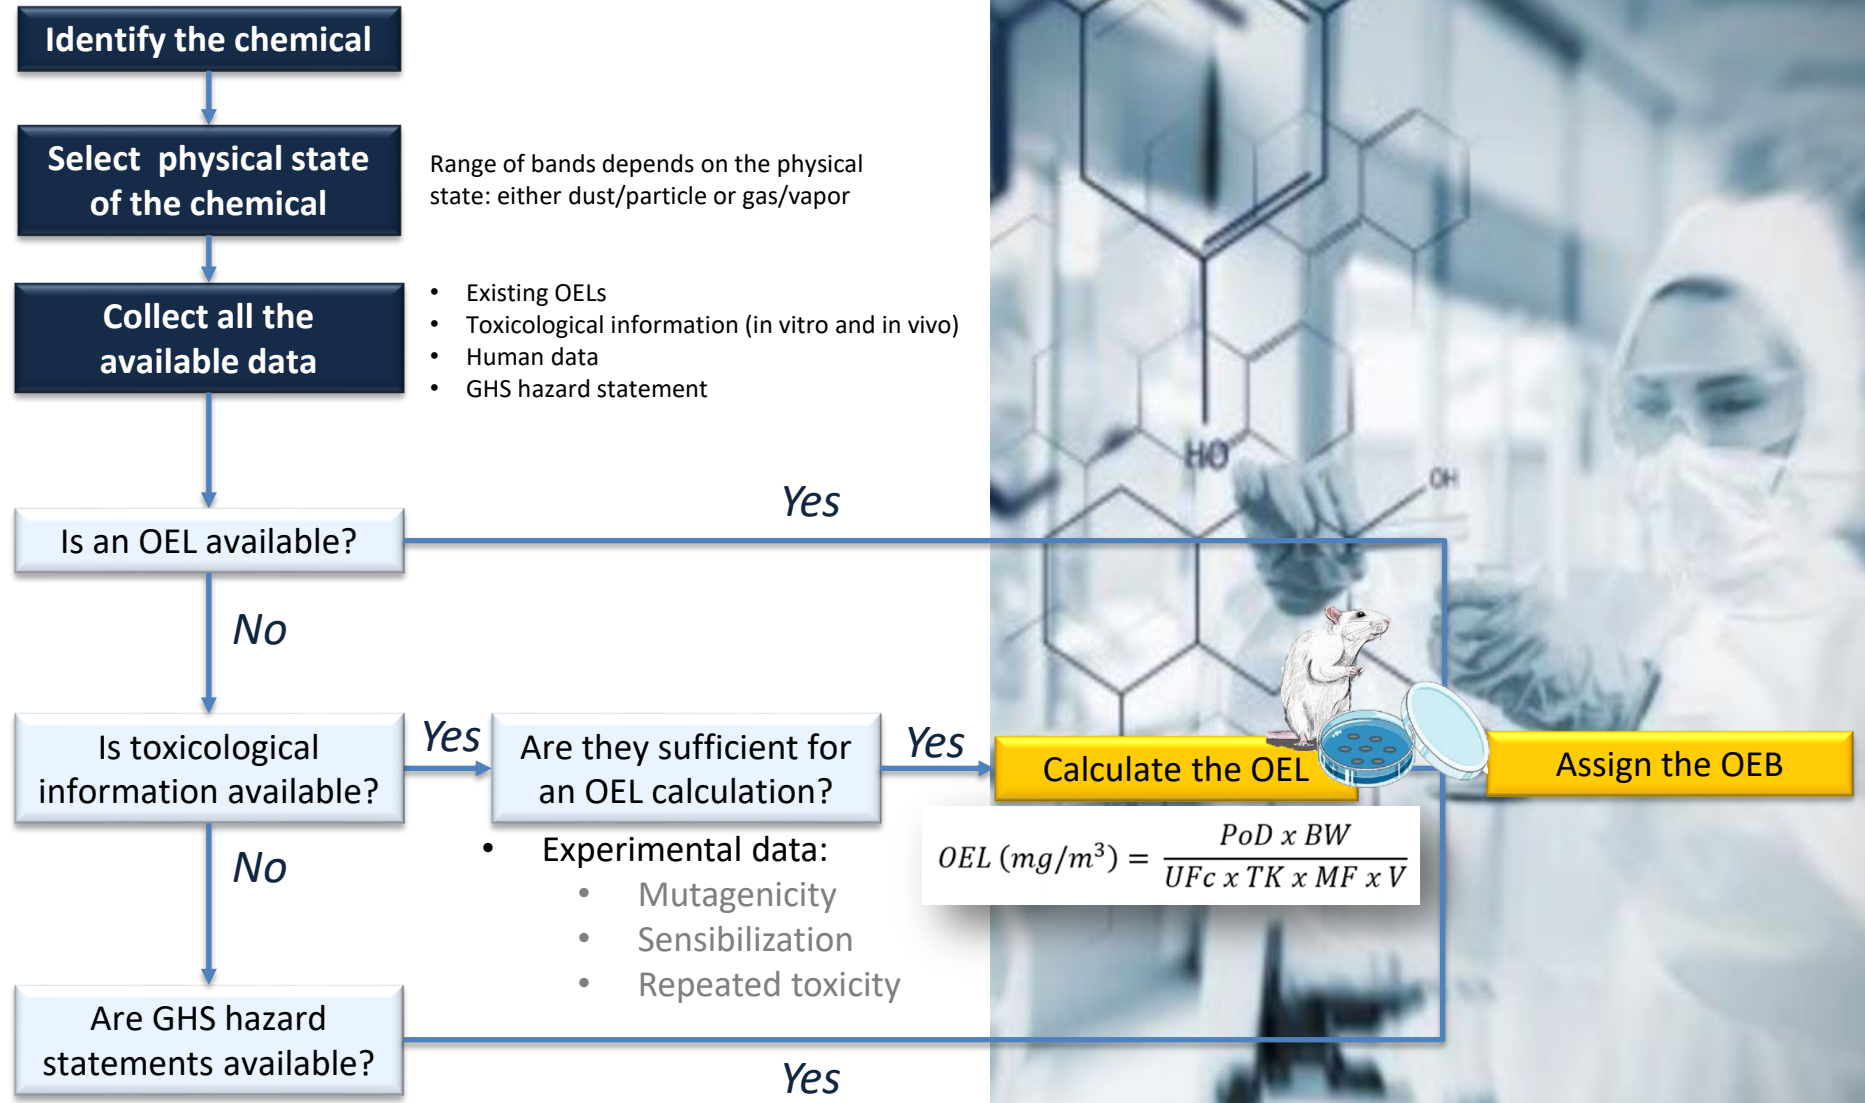 Identify the chemical
Select physical state
of the chemical
Range of bands depends on the physical
state: either dust/particle or gas/vapor
Collect all the
available data
• Existing OELs
• Toxicological information (in vitro and in vivo)
• Human data
• GHS hazard statement
HO
OH
Yes
Is an OEL available?
No
Is toxicological
information available?
Yes
Are they sufficient for
an OEL calculation?
Yes
Calculate the OEL
Assign the OEB
OEL (mg/m³) = PoD x BW / UFc x TK x MF x V
• Experimental data:
• Mutagenicity
• Sensibilization
• Repeated toxicity
No
Are GHS hazard
statements available?
Yes